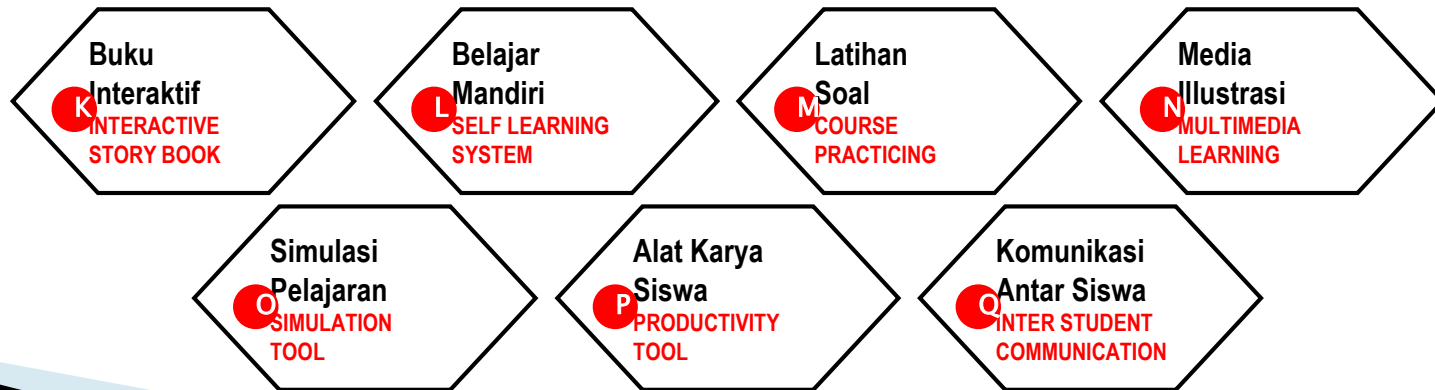 Buku
Interaktif
K
INTERACTIVE
STORY BOOK
Belajar
Mandiri
L
SELF LEARNING
SYSTEM
Latihan
Soal
M
COURSE
PRACTICING
Media
Illustrasi
N
MULTIMEDIA
LEARNING
Simulasi
Pelajaran
O
SIMULATION
TOOL
Alat Karya
Siswa
P
PRODUCTIVITY
TOOL
Komunikasi
Antar Siswa
Q
INTER STUDENT
COMMUNICATION